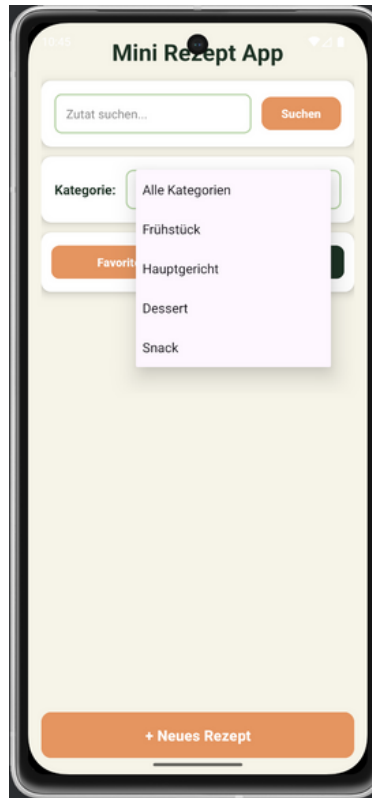 Mini Rezept App
Zutat suchen...
Suchen
Kategorie:
Alle Kategorien
Frühstück
Hauptgericht
Dessert
Snack
+ Neues Rezept